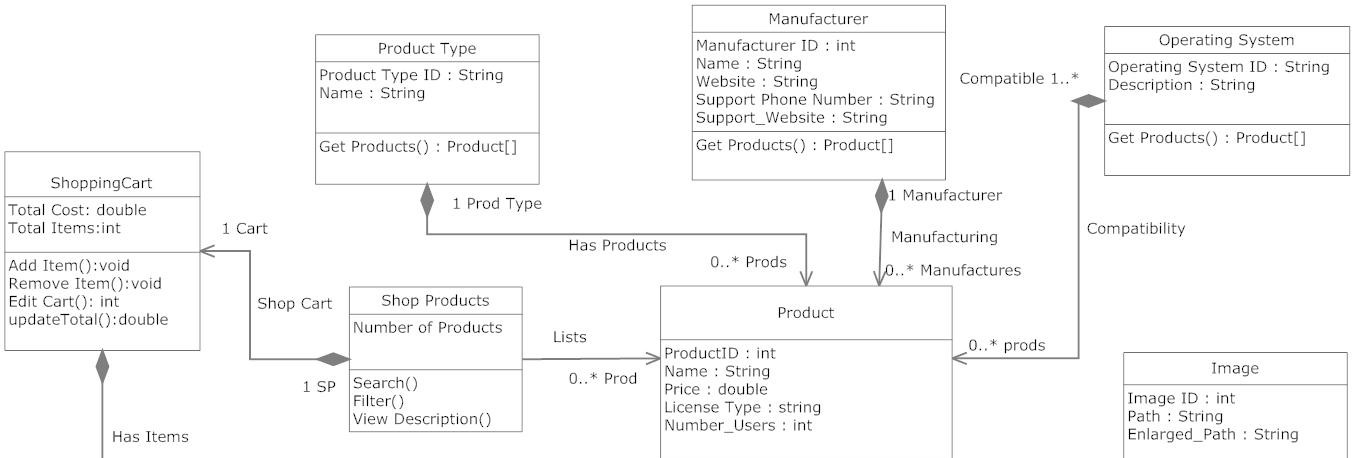 Manufacturer
Manufacturer ID : int
Name : String
Website : String
Support Phone Number : String
Support_Website : String
Get Products() : Product[]
Product Type
Product Type ID : String
Name : String
Get Products() : Product[]
Operating System
Operating System ID : String
Description : String
Get Products() : Product[]
Compatible 1..*
ShoppingCart
Total Cost: double
Total Items:int
Add Item():void
Remove Item():void
Edit Cart(): int
updateTotal():double
1 Cart
1 Prod Type
1 Manufacturer
Has Products
Manufacturing
Compatibility
0..* Prods
0..* Manufactures
Shop Cart
Shop Products
Number of Products
Search()
Filter()
View Description()
1 SP
Lists
0..* Prod
Product
ProductID : int
Name : String
Price : double
License Type : string
Number_Users : int
0..* prods
Image
Image ID : int
Path : String
Enlarged_Path : String
Has Items